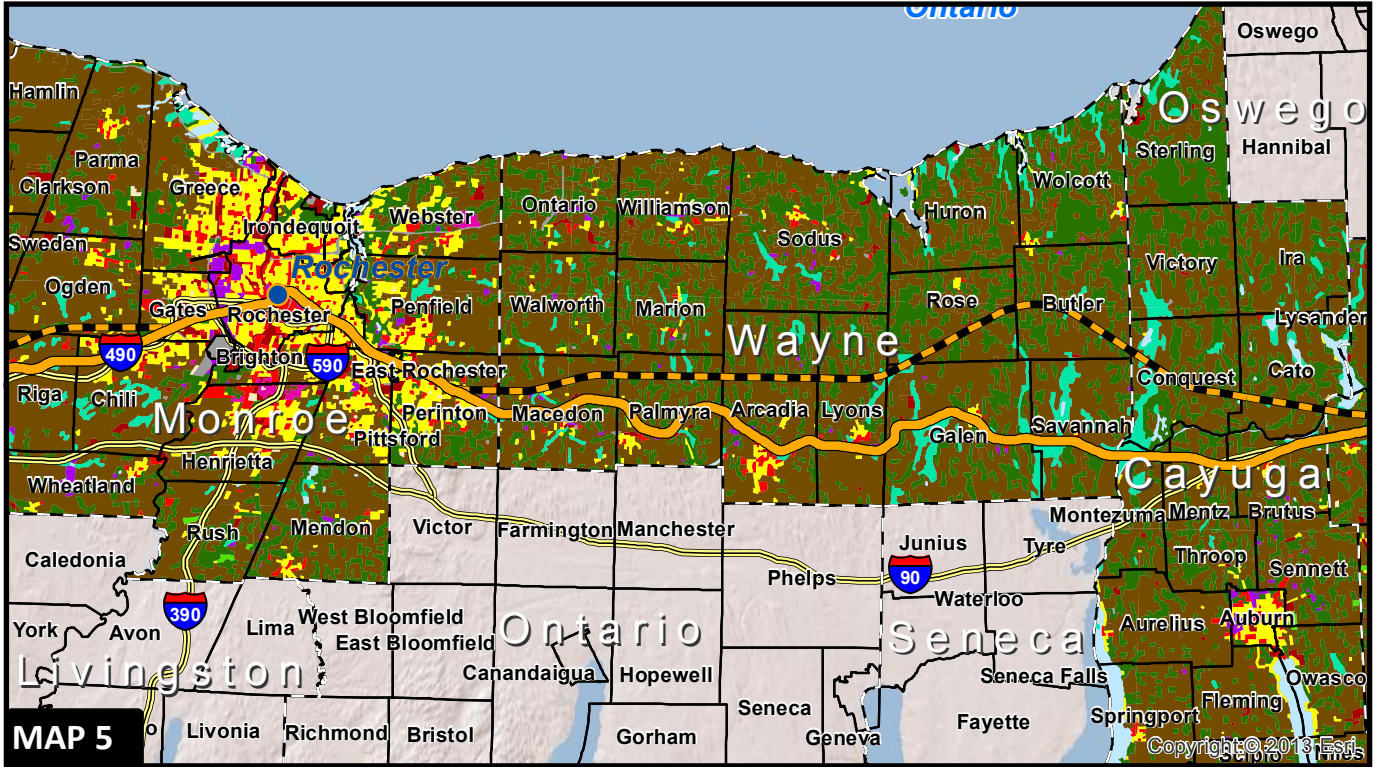 Ontario
Oswego
Hamlin
Oswego
Hannibal
Parma
Sterling
Clarkson
Greece
Wolcott
Ontario
Williamson
Webster
Huron
Irondequoit
Sweden
Sodus
Rochester
Victory
Ira
Ogden
Gates
Rochester
Penfield
Walworth
Marion
Rose
Butler
Lysander
Wayne
490
Brighton
590
East Rochester
Conquest
Cato
Riga
Chili
Monroe
Perinton
Macedon
Palmyra
Arcadia
Lyons
Galen
Savannah
Pittsford
Henrietta
Cayuga
Wheatland
Montezuma
Mentz
Brutus
Rush
Mendon
Victor
Farmington
Manchester
Junius
Tyre
Caledonia
Throop
Sennett
Phelps
90
Waterloo
390
York
Avon
Lima
West Bloomfield
East Bloomfield
Ontario
Seneca
Aurelius
Auburn
Livingston
Canandaigua
Hopewell
Seneca Falls
Owasco
Fleming
Seneca
Springport
MAP 5
o
Livonia
Richmond
Bristol
Gorham
Geneva
Fayette
Copyright:© 2013 Esri
Scipio
Niles